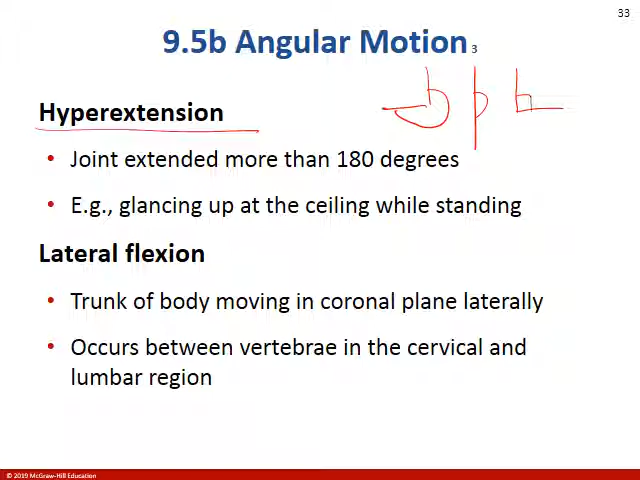 33
9.5b Angular Motion 3
Hyperextension
• Joint extended more than 180 degrees
• E.g., glancing up at the ceiling while standing
Lateral flexion
• Trunk of body moving in coronal plane laterally
• Occurs between vertebrae in the cervical and
lumbar region
© 2019 McGraw-Hill Education